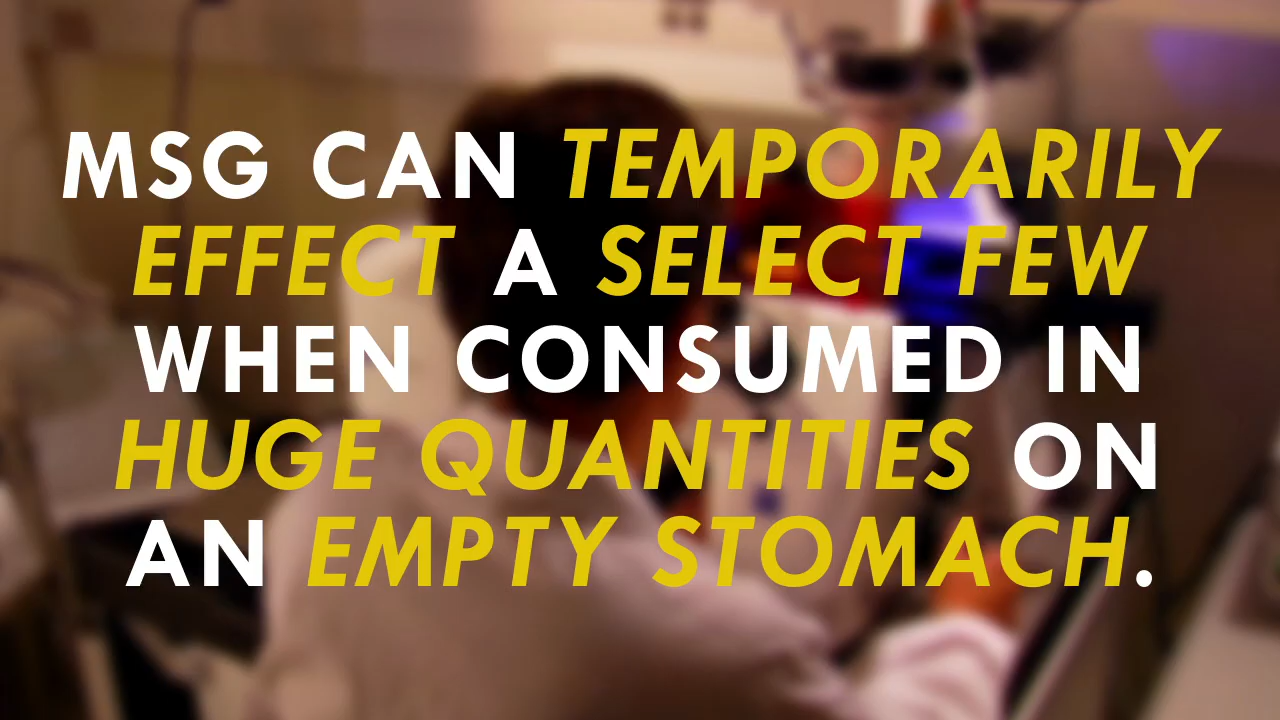 MSG CAN TEMPORARILY
EFFECT A SELECT FEW
WHEN CONSUMED IN
HUGE QUANTITIES ON
AN EMPTY STOMACH.